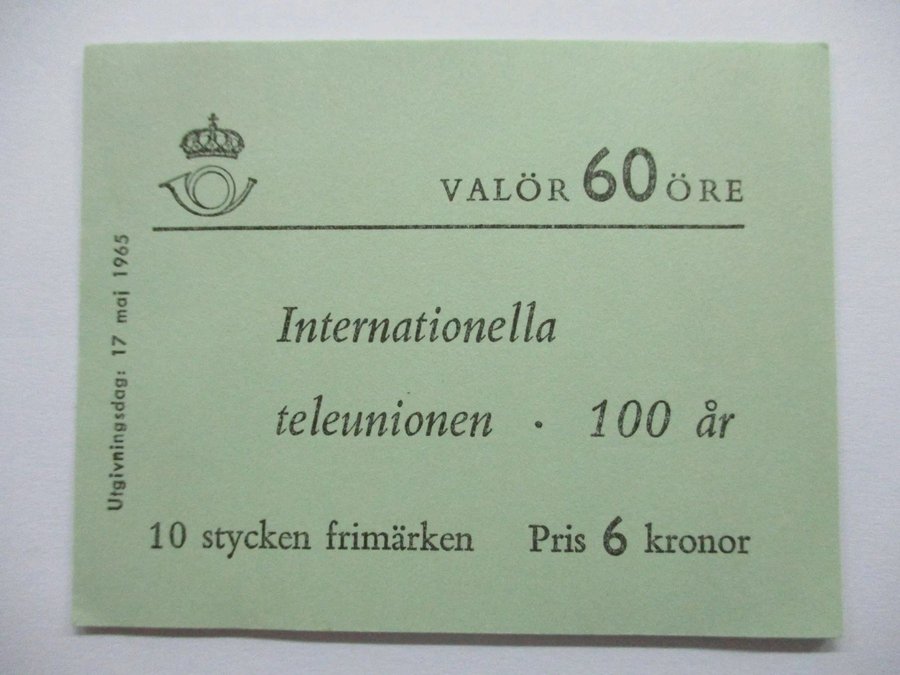 VALÖR 60 ÖRE
Utgivningsdag: 17 maj 1965
Internationella
teleunionen · 100 år
10 stycken frimärken Pris 6 kronor